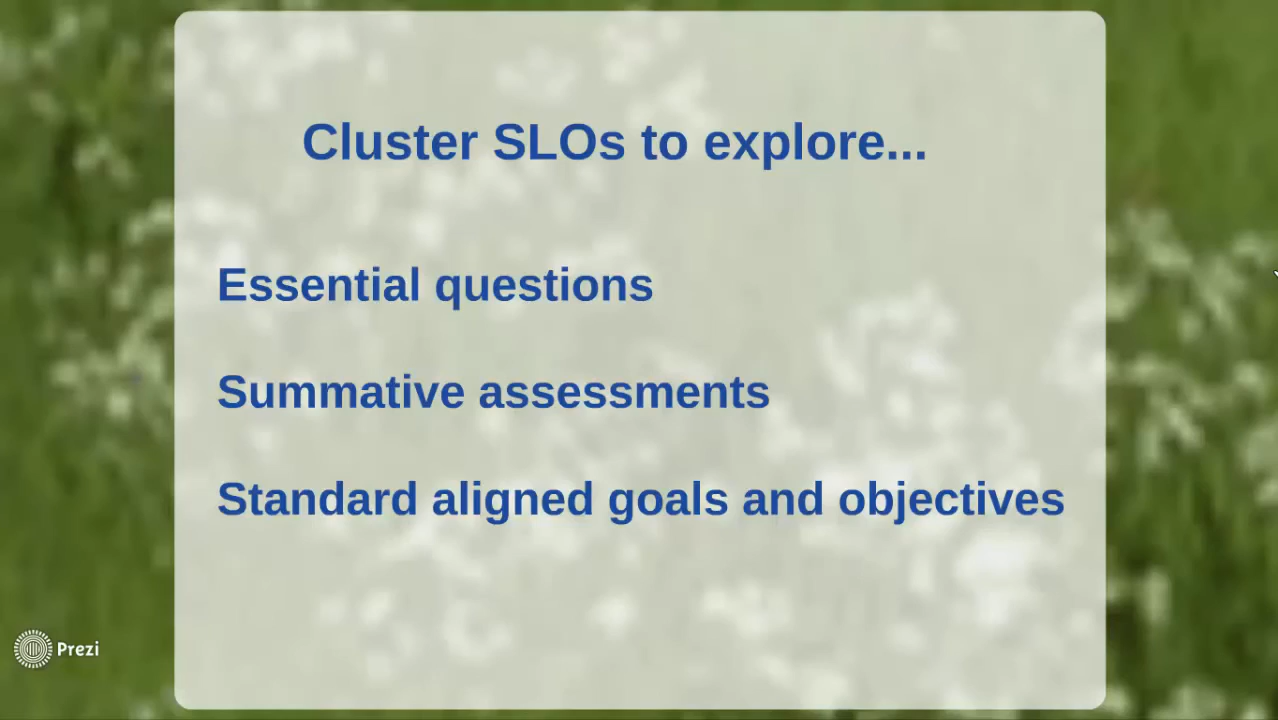 Cluster SLOs to explore...
Essential questions
Summative assessments
Standard aligned goals and objectives
Prezi